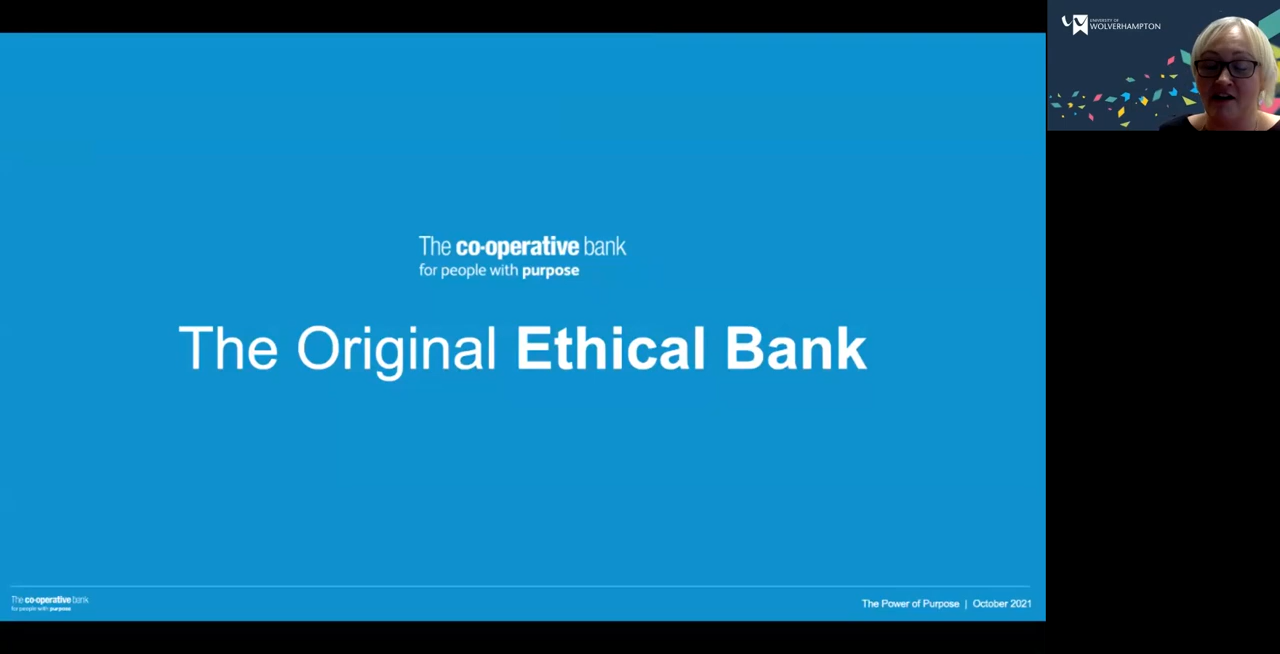 UNIVERSITY OF
WOLVERHAMPTON
The co-operative bank
for people with purpose
The Original Ethical Bank
The co-operative bank
for people with purpose
The Power of Purpose | October 2021